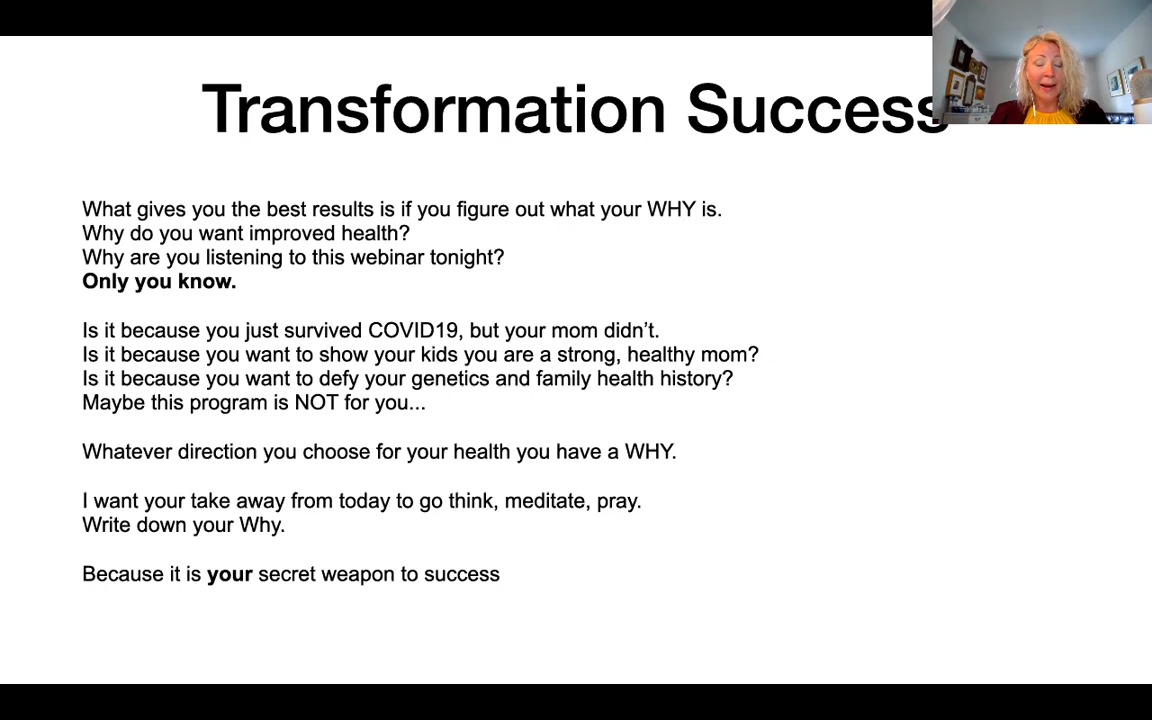 Transformation Success
What gives you the best results is if you figure out what your WHY is.
Why do you want improved health?
Why are you listening to this webinar tonight?
Only you know.
Is it because you just survived COVID19, but your mom didn't.
Is it because you want to show your kids you are a strong, healthy mom?
Is it because you want to defy your genetics and family health history?
Maybe this program is NOT for you...
Whatever direction you choose for your health you have a WHY.
I want your take away from today to go think, meditate, pray.
Write down your Why.
Because it is your secret weapon to success